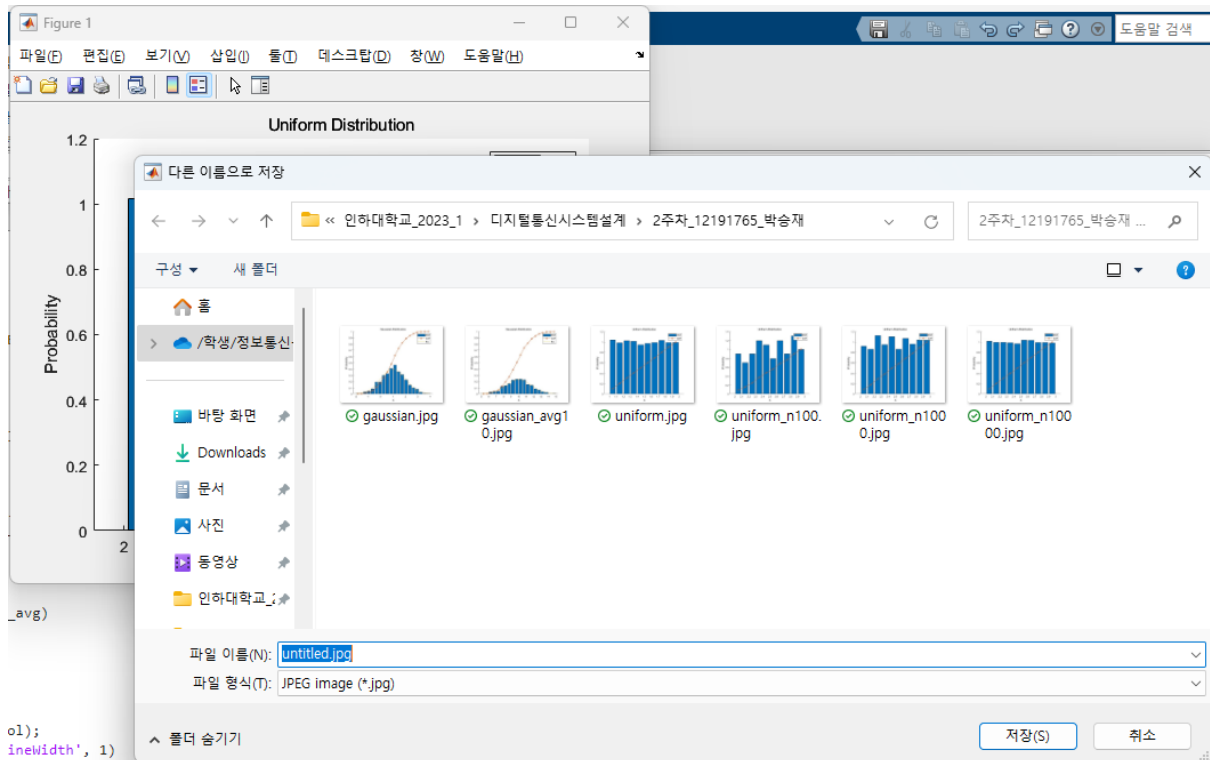 Figure 1
파일(F) 편집(E) 보기(V) 삽입(I) 툴(T) 데스크탑(D) 창(W) 도움말(H)
도움말 검색
Uniform Distribution
Probability
1.2
1
0.8
0.6
0.4
0.2
0
2
다른 이름으로 저장
« 인하대학교_2023_1 › 디지털통신시스템설계 › 2주차_12191765_박승재
2주차_12191765_박승재 ...
구성 새 폴더
홈
/학생/정보통신
바탕 화면
Downloads
문서
사진
동영상
인하대학교_2
gaussian.jpg
gaussian_avg1
0.jpg
uniform.jpg
uniform_n100.
jpg
uniform_n100
0.jpg
uniform_n100
00.jpg
파일 이름(N): untitled.jpg
파일 형식(T): JPEG image (*.jpg)
폴더 숨기기
저장(S) 취소
_avg)
ol);
ineWidth', 1)